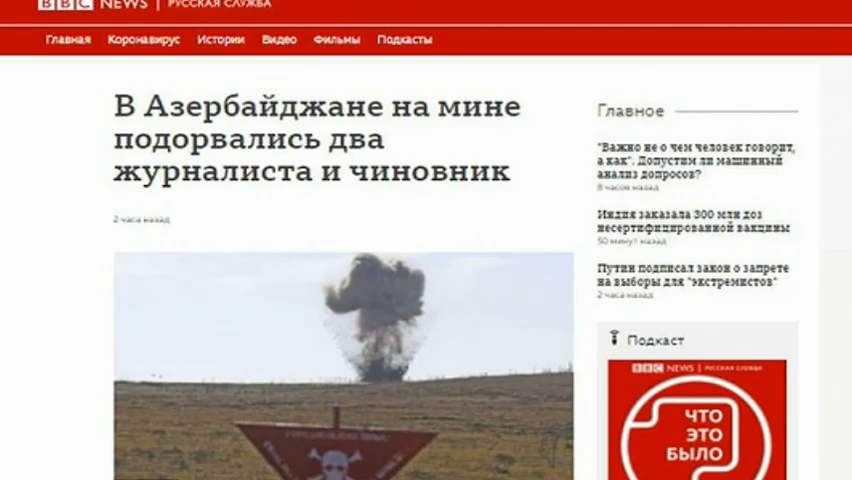 BBC NEWS | РУССКАЯ СЛУЖБА
Главная Коронавирус Истории Видео Фильмы Подкасты
В Азербайджане на мине
подорвались два
журналиста и чиновник
2 часа назад
Главное
"Важно не о чем человек говорит,
а как". Допустим ли машинный
анализ допросов?
8 часов назад
Индия заказала 300 млн доз
несертифицированной вакцины
50 минут назад
Путин подписал закон о запрете
на выборы для "экстремистов"
2 часа назад
Подкаст
BBC NEWS | РУССКАЯ СЛУЖБА
ЧТО
ЭТО
БЫЛО